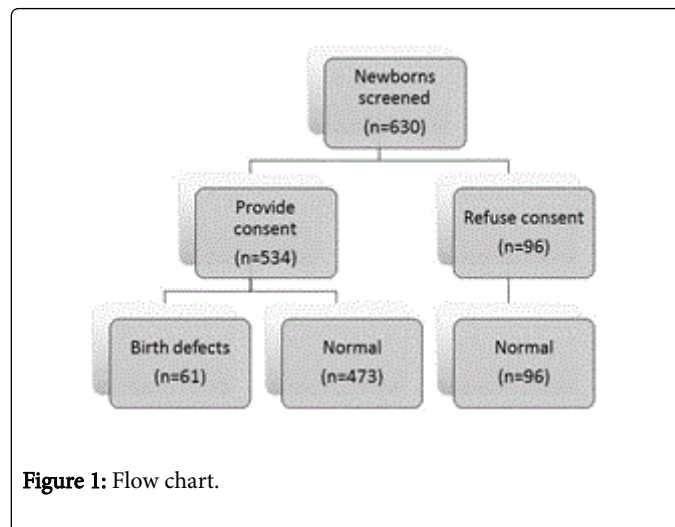 Newborns
screened
(n=630)
Provide
consent
(n=534)
Refuse consent
(n=96)
Birth defects
(n=61)
Normal
(n=473)
Normal
(n=96)
Figure 1: Flow chart.